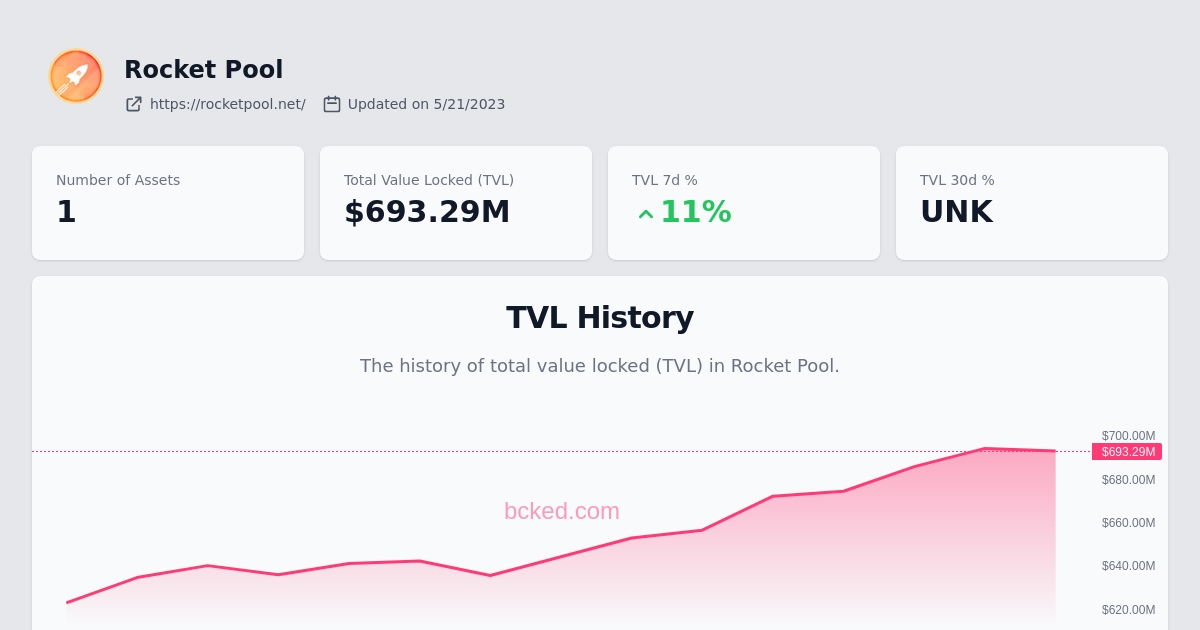 Rocket Pool
https://rocketpool.net/ Updated on 5/21/2023
Number of Assets
1
Total Value Locked (TVL)
$693.29M
TVL 7d %
11%
TVL 30d %
UNK
TVL History
The history of total value locked (TVL) in Rocket Pool.
$700.00M
$693.29M
$680.00M
bcked.com
$660.00M
$640.00M
$620.00M